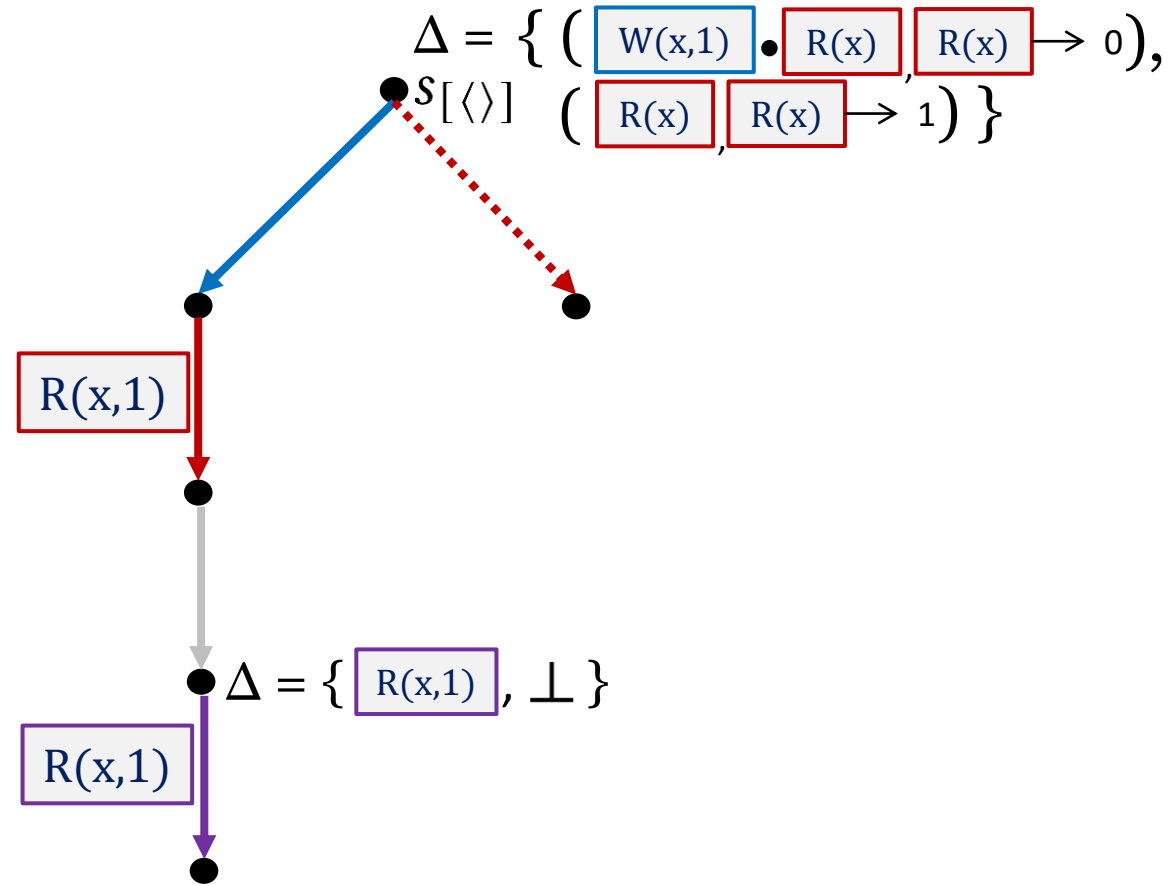 Δ = { ( W(x,1) • R(x) , R(x) → 0 ),
s[⟨⟩] ( R(x) , R(x) → 1 ) }
R(x,1)
Δ = { R(x,1) , ⊥ }
R(x,1)